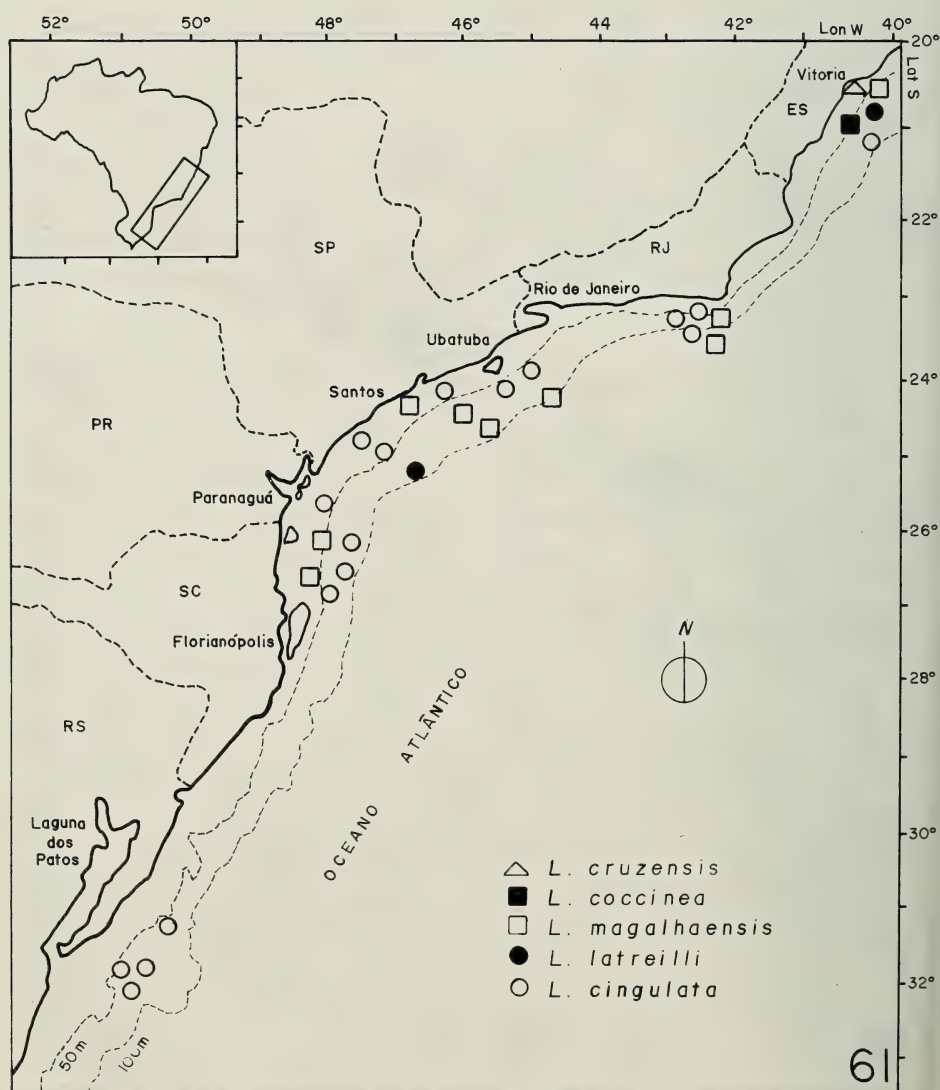 52° 50° 48° 46° 44° 42° 40°
Lon W
20°
Lat S
Vitoria
ES
22°
SP
RJ
Rio de Janeiro
Ubatuba
24°
Santos
PR
Paranaguá
26°
SC
Florianópolis
N
28°
RS
OCEANO ATLÂNTICO
Laguna
dos
Patos
30°
L. cruzensis
L. coccinea
L. magalhaensis
L. latreilli
L. cingulata
32°
50m
100m
61